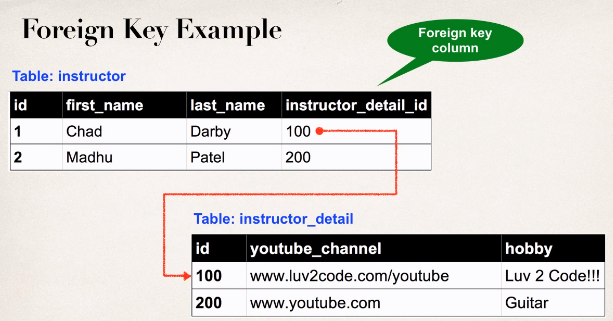 Foreign Key Example
Foreign key
column
Table: instructor
id first_name last_name instructor_detail_id
1 Chad Darby 100
2 Madhu Patel 200
Table: instructor_detail
id youtube_channel hobby
100 www.luv2code.com/youtube Luv 2 Code!!!
200 www.youtube.com Guitar